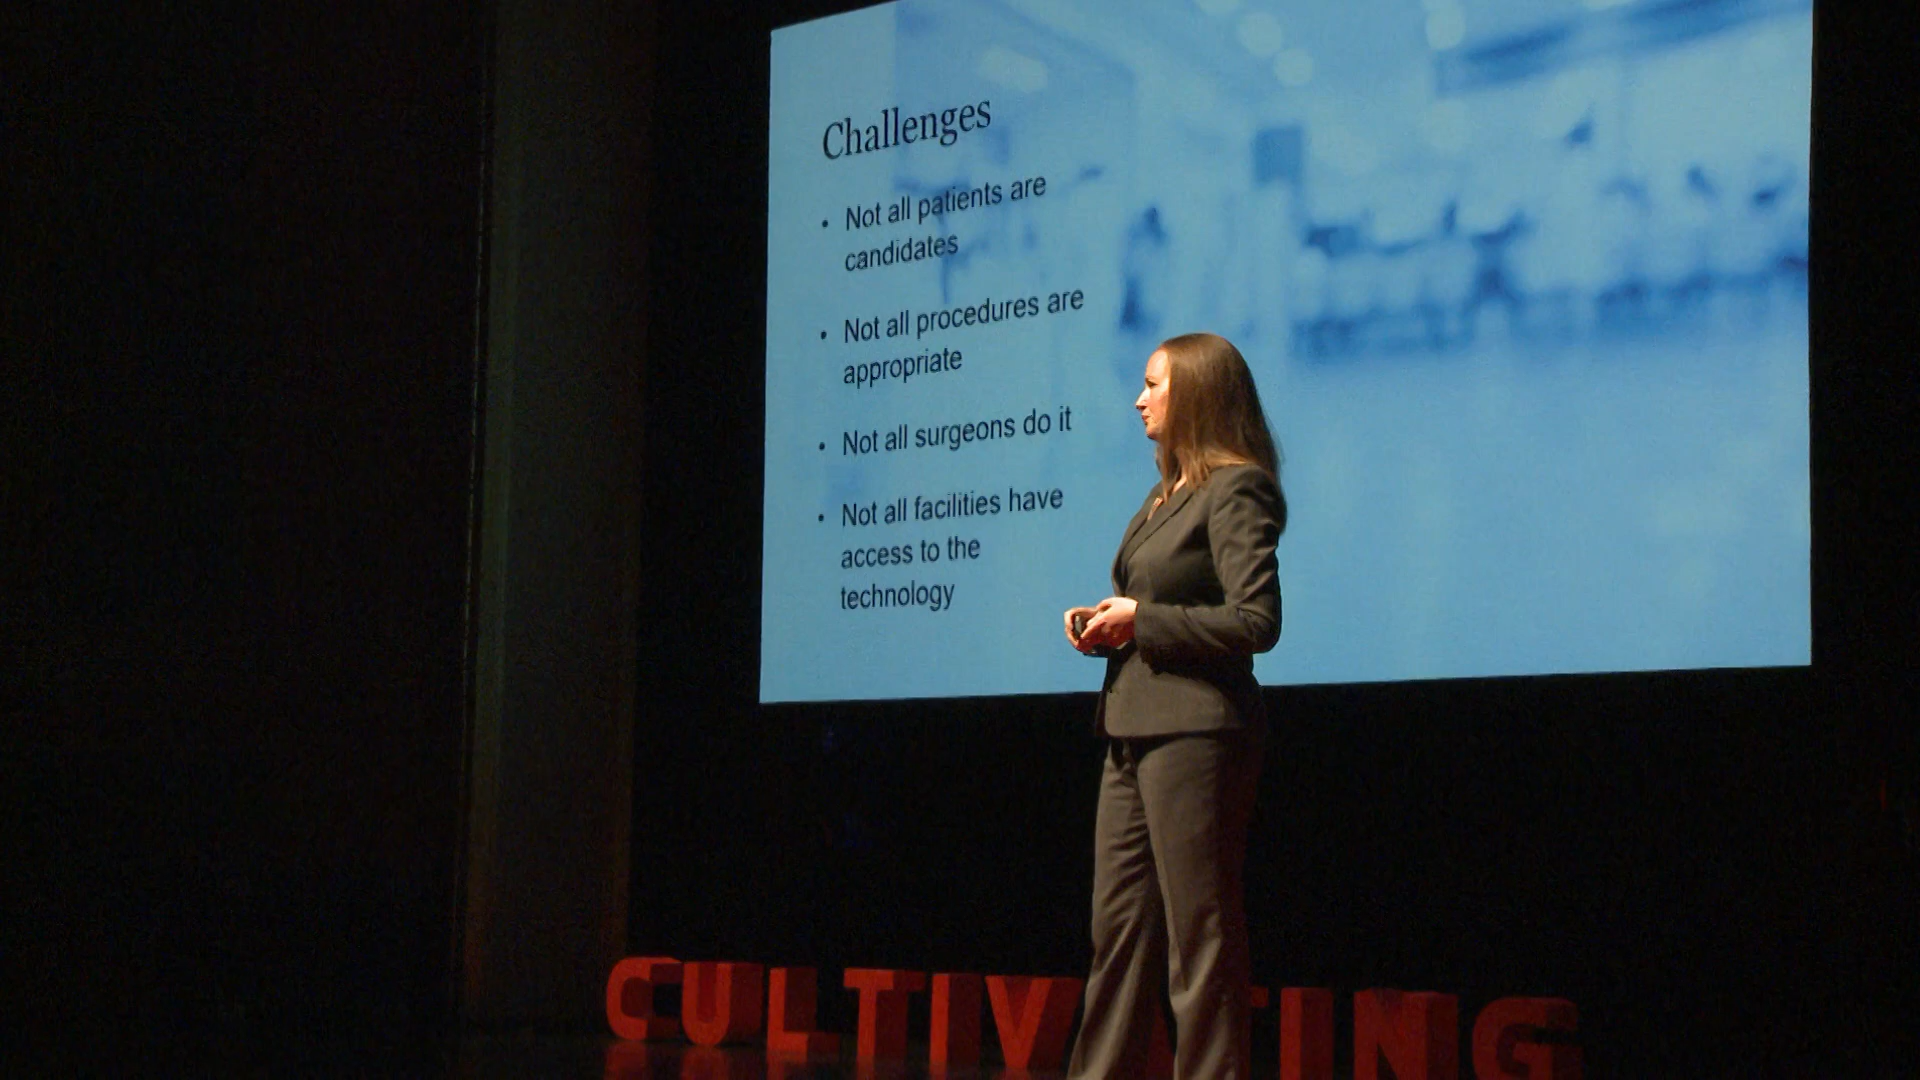 Challenges
• Not all patients are
candidates
• Not all procedures are
appropriate
• Not all surgeons do it
• Not all facilities have
access to the
technology
CULTIV TING